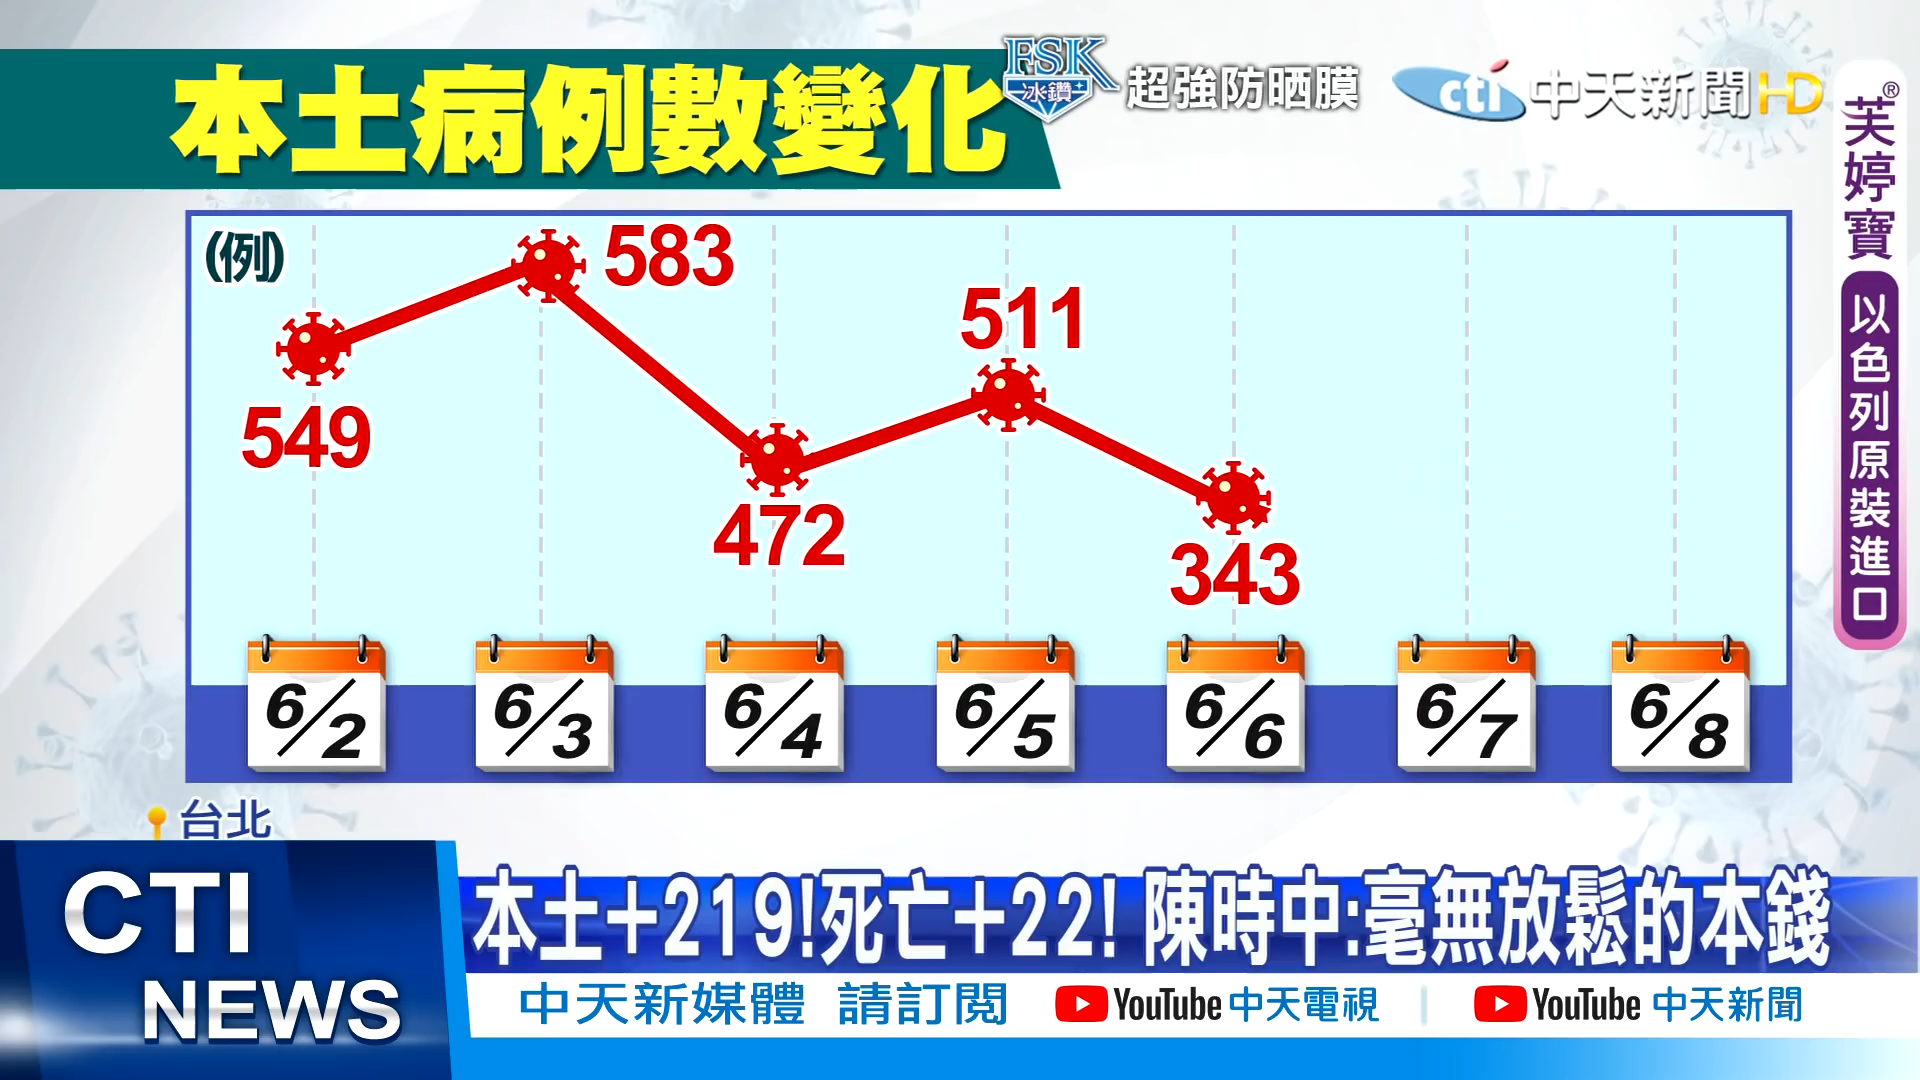 本土病例數變化
FSK
冰鑽
超強防晒膜
cti 中天新聞HD
芙婷寶®
以色列原裝進口
(例)
549
583
472
511
343
6/2
6/3
6/4
6/5
6/6
6/7
6/8
台北
CTI
NEWS
本土+219!死亡+22! 陳時中:毫無放鬆的本錢
中天新媒體 請訂閱 YouTube 中天電視 | YouTube 中天新聞